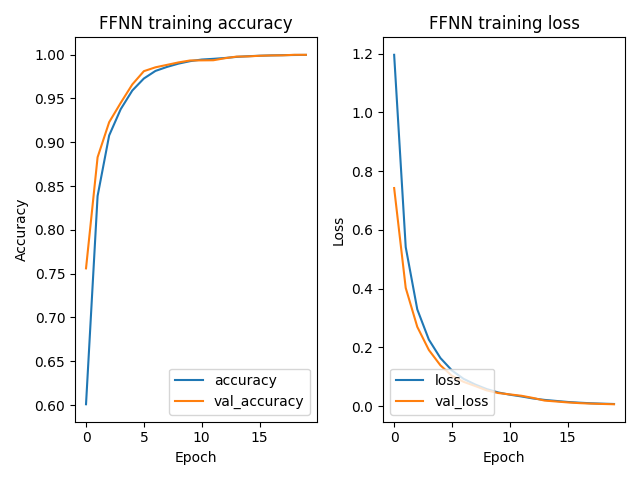 FFNN training accuracy
1.00
0.95
0.90
0.85
0.80
0.75
0.70
0.65
0.60
Accuracy
accuracy
val_accuracy
0 5 10 15
Epoch
FFNN training loss
1.2
1.0
0.8
0.6
0.4
0.2
0.0
Loss
loss
val_loss
0 5 10 15
Epoch